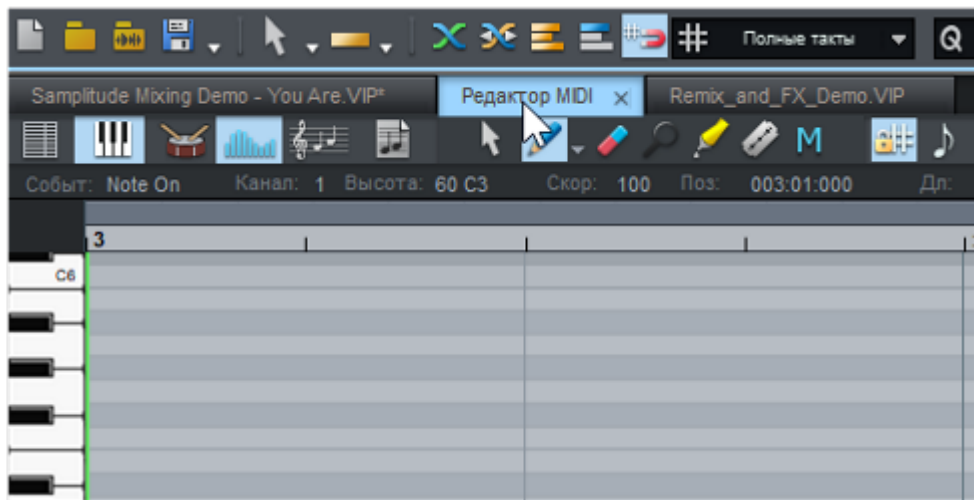 Полные такты Q
Samplitude Mixing Demo - You Are.VIP* Редактор MIDI × Remix_and_FX_Demo.VIP
M
Событ: Note On Канал: 1 Высота: 60 C3 Скор: 100 Поз: 003:01:000 Дл:
3
C6